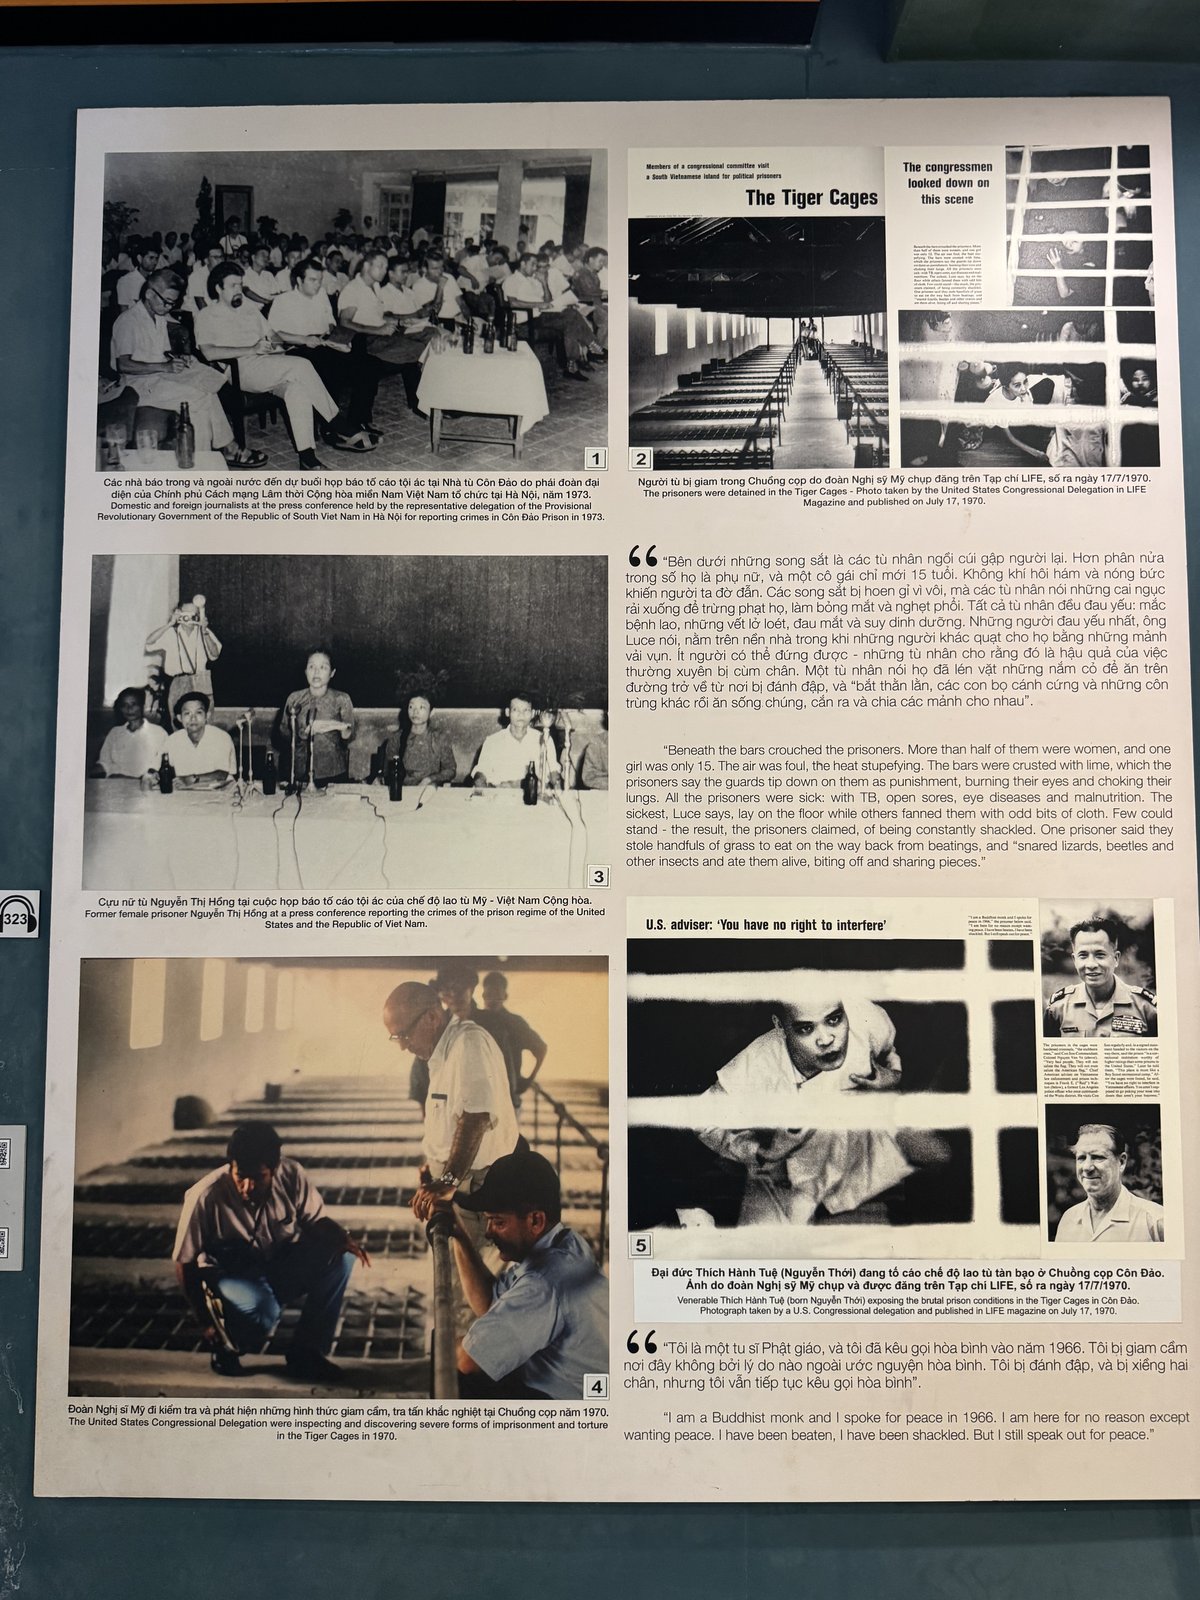 Members of a congressional committee visit
a South Vietnamese island for political prisoners
The Tiger Cages
The congressmen
looked down on
this scene
1
2
Các nhà báo trong và ngoài nước đến dự buổi họp báo tố cáo tội ác tại Nhà tù Côn Đảo do phái đoàn đại
diện của Chính phủ Cách mạng Lâm thời Cộng hòa miền Nam Việt Nam tổ chức tại Hà Nội, năm 1973.
Domestic and foreign journalists at the press conference held by the representative delegation of the Provisional
Revolutionary Government of the Republic of South Viet Nam in Hà Nội for reporting crimes in Côn Đảo Prison in 1973.
Người tù bị giam trong Chuồng cọp do đoàn Nghị sỹ Mỹ chụp đăng trên Tạp chí LIFE, số ra ngày 17/7/1970.
The prisoners were detained in the Tiger Cages - Photo taken by the United States Congressional Delegation in LIFE
Magazine and published on July 17, 1970.
“Bên dưới những song sắt là các tù nhân ngồi cúi gập người lại. Hơn phân nửa
trong số họ là phụ nữ, và một cô gái chỉ mới 15 tuổi. Không khí hôi hám và nóng bức
khiến người ta đờ đẫn. Các song sắt bị hoen gỉ vì vôi, mà các tù nhân nói những cai ngục
rải xuống để trừng phạt họ, làm bỏng mắt và nghẹt phổi. Tất cả tù nhân đều đau yếu: mắc
bệnh lao, những vết lở loét, đau mắt và suy dinh dưỡng. Những người đau yếu nhất, ông
Luce nói, nằm trên nền nhà trong khi những người khác quạt cho họ bằng những mảnh
vải vụn. Ít người có thể đứng được - những tù nhân cho rằng đó là hậu quả của việc
thường xuyên bị cùm chân. Một tù nhân nói họ đã lén vặt những nắm cỏ để ăn trên
đường trở về từ nơi bị đánh đập, và “bắt thằn lằn, các con bọ cánh cứng và những côn
trùng khác rồi ăn sống chúng, cắn ra và chia các mảnh cho nhau”.
“Beneath the bars crouched the prisoners. More than half of them were women, and one
girl was only 15. The air was foul, the heat stupefying. The bars were crusted with lime, which the
prisoners say the guards tip down on them as punishment, burning their eyes and choking their
lungs. All the prisoners were sick: with TB, open sores, eye diseases and malnutrition. The
sickest, Luce says, lay on the floor while others fanned them with odd bits of cloth. Few could
stand - the result, the prisoners claimed, of being constantly shackled. One prisoner said they
stole handfuls of grass to eat on the way back from beatings, and “snared lizards, beetles and
other insects and ate them alive, biting off and sharing pieces.”
3
Cựu nữ tù Nguyễn Thị Hồng tại cuộc họp báo tố cáo tội ác của chế độ lao tù Mỹ - Việt Nam Cộng hòa.
Former female prisoner Nguyễn Thị Hồng at a press conference reporting the crimes of the prison regime of the United
States and the Republic of Viet Nam.
323
U.S. adviser: ‘You have no right to interfere’
5
Đại đức Thích Hành Tuệ (Nguyễn Thới) đang tố cáo chế độ lao tù tàn bạo ở Chuồng cọp Côn Đảo.
Ảnh do đoàn Nghị sỹ Mỹ chụp và được đăng trên Tạp chí LIFE, số ra ngày 17/7/1970.
Venerable Thích Hành Tuệ (born Nguyễn Thới) exposing the brutal prison conditions in the Tiger Cages in Côn Đảo.
Photograph taken by a U.S. Congressional delegation and published in LIFE magazine on July 17, 1970.
“Tôi là một tu sĩ Phật giáo, và tôi đã kêu gọi hòa bình vào năm 1966. Tôi bị giam cầm
nơi đây không bởi lý do nào ngoài ước nguyện hòa bình. Tôi bị đánh đập, và bị xiềng hai
chân, nhưng tôi vẫn tiếp tục kêu gọi hòa bình”.
“I am a Buddhist monk and I spoke for peace in 1966. I am here for no reason except
wanting peace. I have been beaten, I have been shackled. But I still speak out for peace.”
4
Đoàn Nghị sĩ Mỹ đi kiểm tra và phát hiện những hình thức giam cầm, tra tấn khắc nghiệt tại Chuồng cọp năm 1970.
The United States Congressional Delegation were inspecting and discovering severe forms of imprisonment and torture
in the Tiger Cages in 1970.